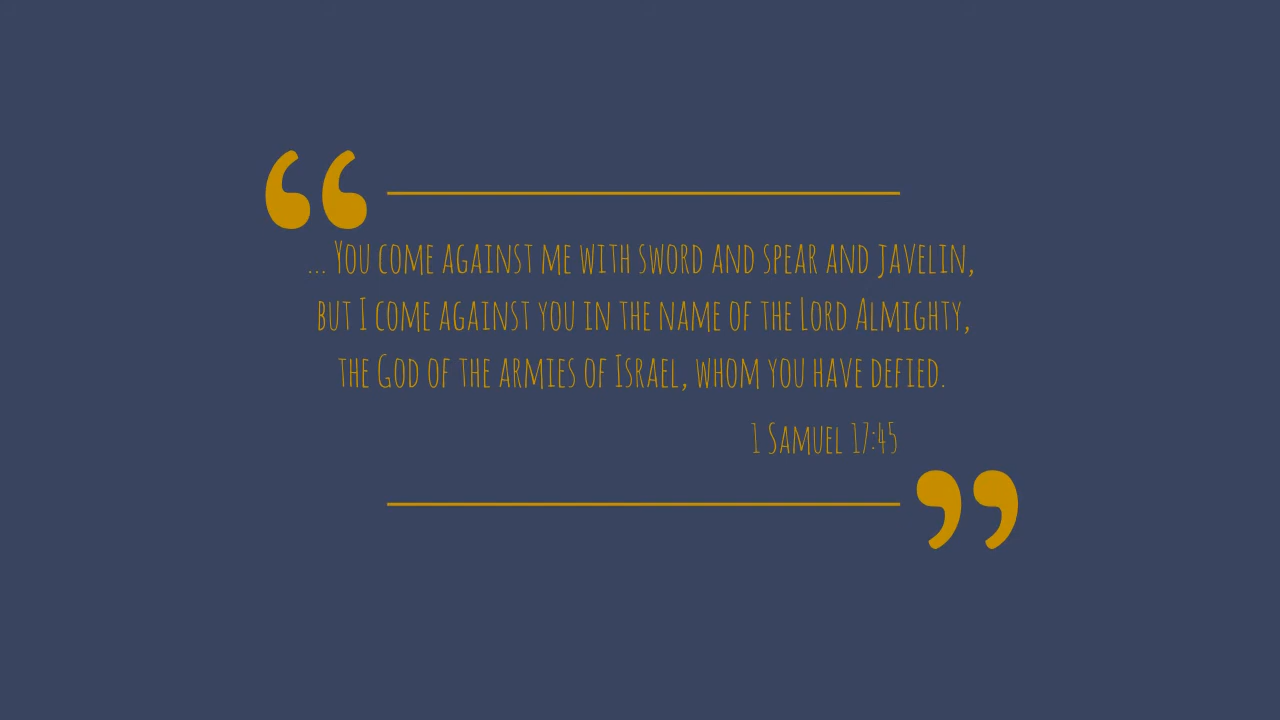 “
... You come against me with sword and spear and javelin,
but I come against you in the name of the Lord Almighty,
the God of the armies of Israel, whom you have defied.
1 Samuel 17:45
”